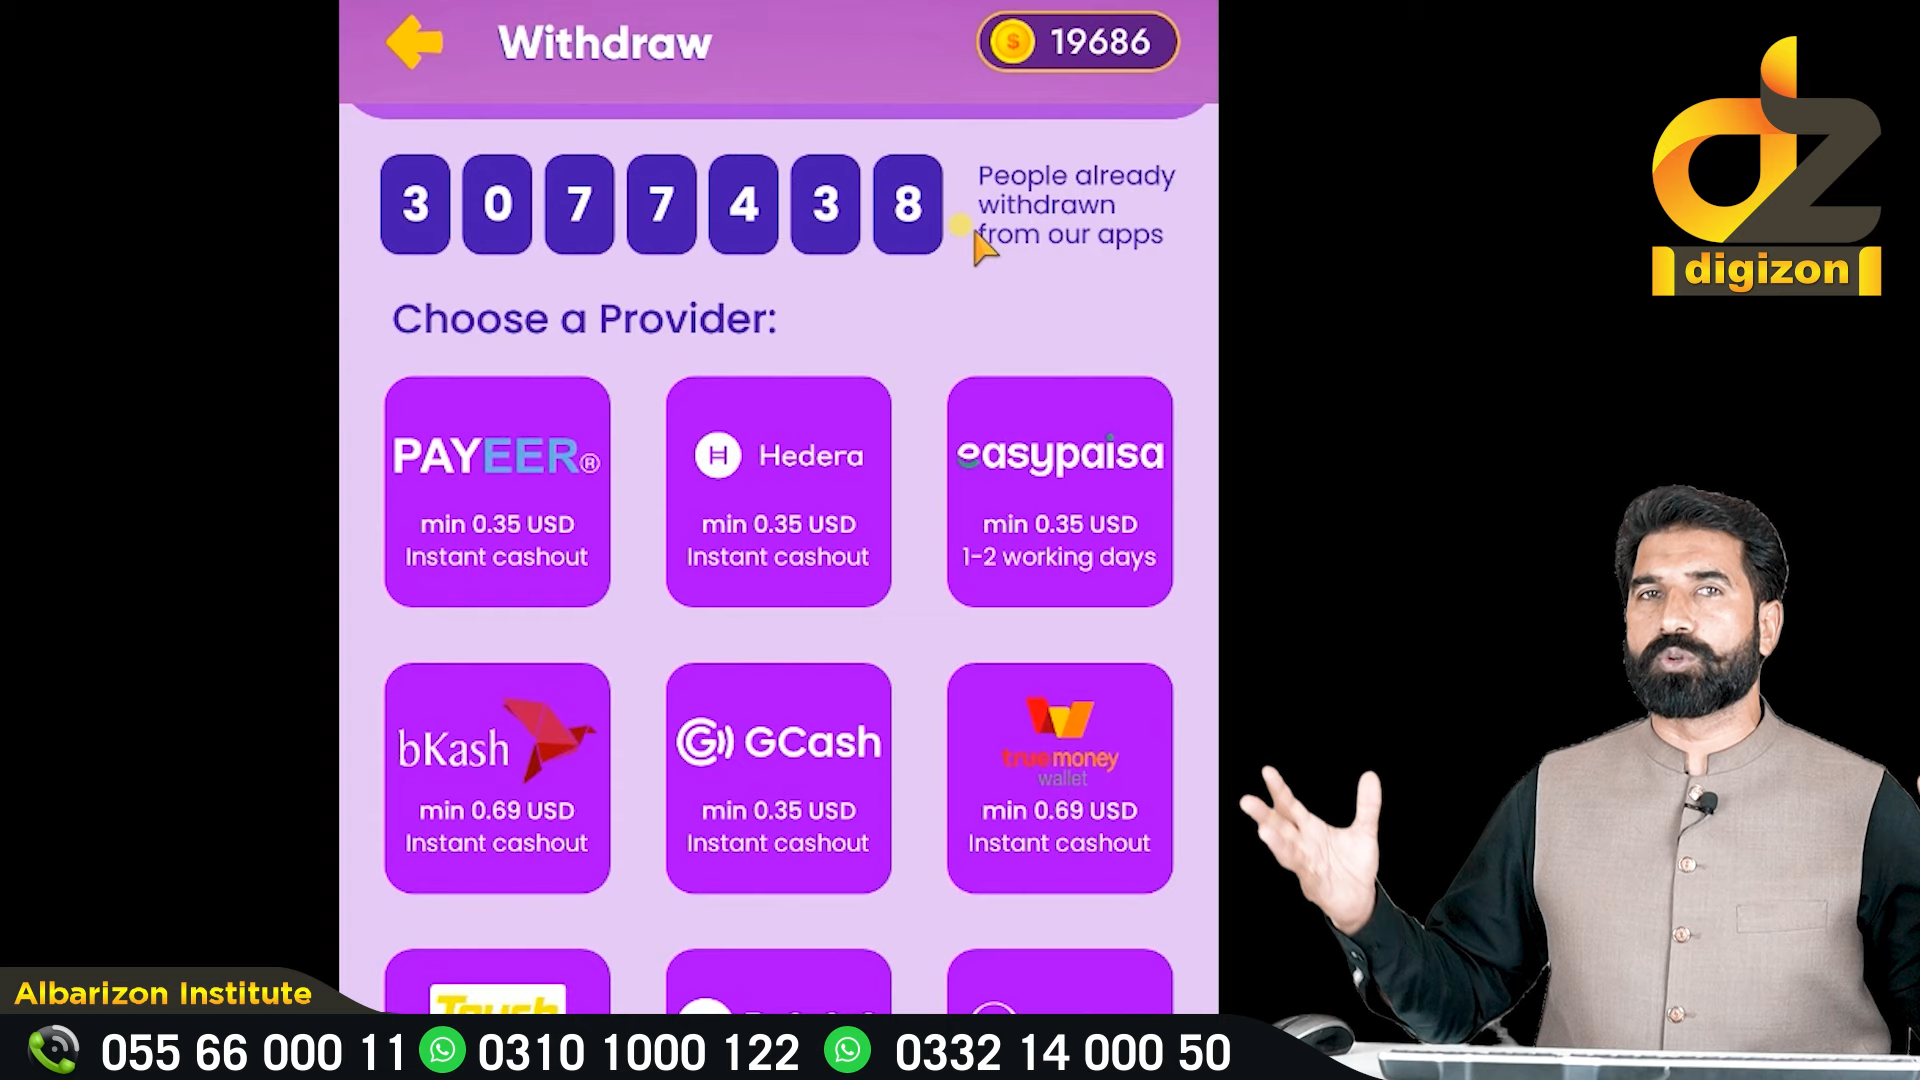 Withdraw
19686
3 0 7 7 4 3 8
People already
withdrawn
from our apps
Choose a Provider:
PAYEER®
min 0.35 USD
Instant cashout
Hedera
min 0.35 USD
Instant cashout
easypaisa
min 0.35 USD
1-2 working days
bKash
min 0.69 USD
Instant cashout
GCash
min 0.35 USD
Instant cashout
true money
wallet
min 0.69 USD
Instant cashout
digizon
Albarizon Institute
055 66 000 11 0310 1000 122 0332 14 000 50